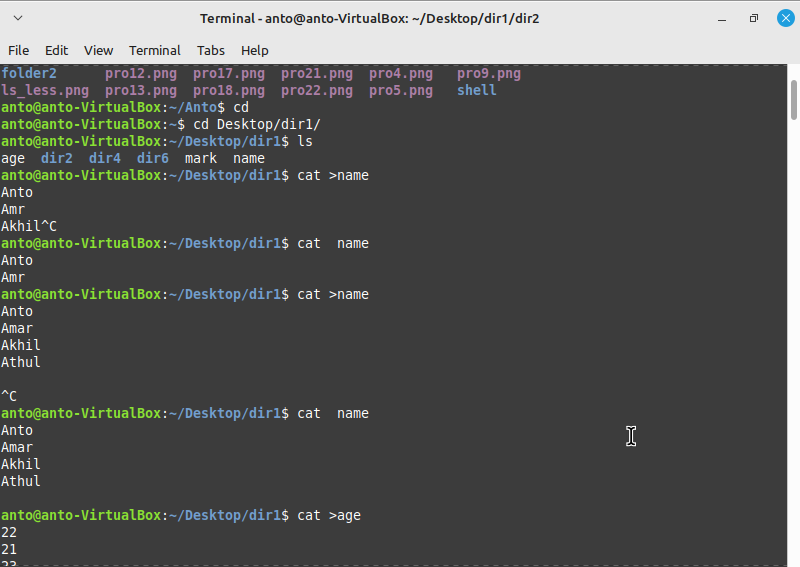 Terminal - anto@anto-VirtualBox: ~/Desktop/dir1/dir2
File Edit View Terminal Tabs Help
folder2 pro12.png pro17.png pro21.png pro4.png pro9.png
ls_less.png pro13.png pro18.png pro22.png pro5.png shell
anto@anto-VirtualBox:~/Anto$ cd
anto@anto-VirtualBox:~$ cd Desktop/dir1/
anto@anto-VirtualBox:~/Desktop/dir1$ ls
age dir2 dir4 dir6 mark name
anto@anto-VirtualBox:~/Desktop/dir1$ cat >name
Anto
Amr
Akhil^C
anto@anto-VirtualBox:~/Desktop/dir1$ cat  name
Anto
Amr
anto@anto-VirtualBox:~/Desktop/dir1$ cat >name
Anto
Amar
Akhil
Athul
^C
anto@anto-VirtualBox:~/Desktop/dir1$ cat  name
Anto
Amar
Akhil
Athul
anto@anto-VirtualBox:~/Desktop/dir1$ cat >age
22
21
23